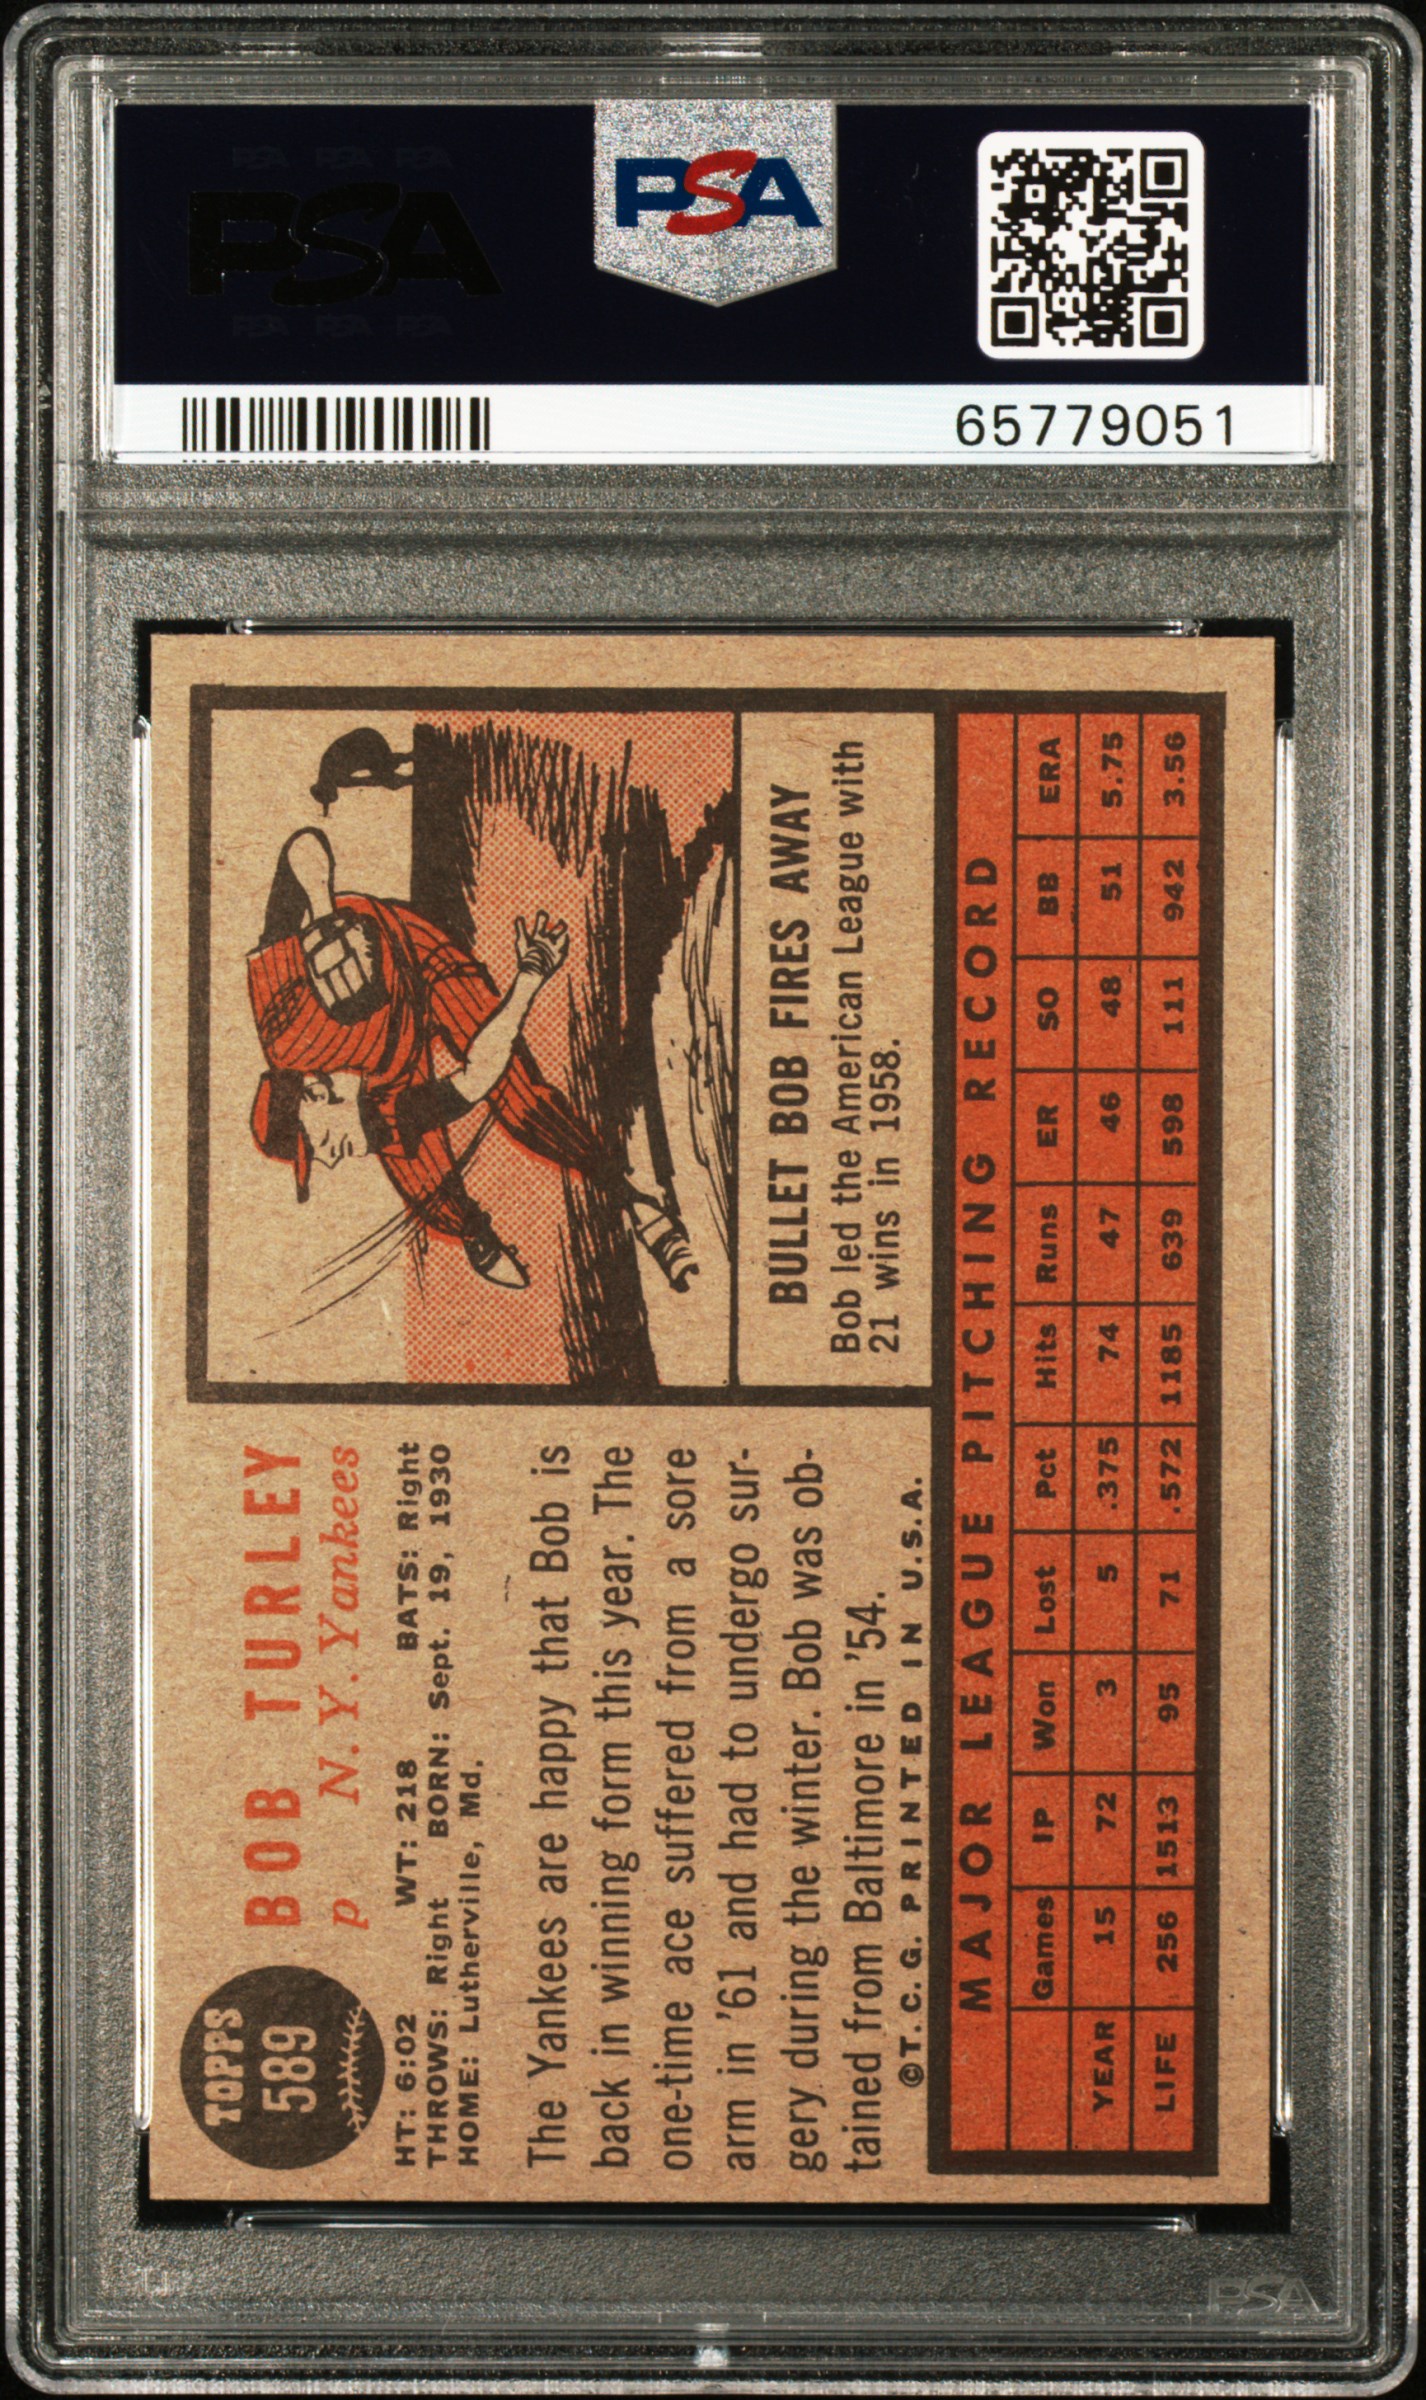 PSA PSA PSA
PSA
PSA PSA PSA
PSA
65779051
TOPPS
589
BOB TURLEY
p N. Y. Yankees
HT: 6:02 WT: 218 BATS: Right
THROWS: Right BORN: Sept. 19, 1930
HOME: Lutherville, Md.
The Yankees are happy that Bob is
back in winning form this year. The
one-time ace suffered from a sore
arm in '61 and had to undergo sur-
gery during the winter. Bob was ob-
tained from Baltimore in '54.
©T.C.G. PRINTED IN U.S.A.
BULLET BOB FIRES AWAY
Bob led the American League with
21 wins in 1958.
MAJOR LEAGUE PITCHING RECORD
Games IP Won Lost Pct Hits Runs ER SO BB ERA
YEAR 15 72 3 5 .375 74 47 46 48 51 5.75
LIFE 256 1513 95 71 .572 1185 639 598 111 942 3.56
PSA